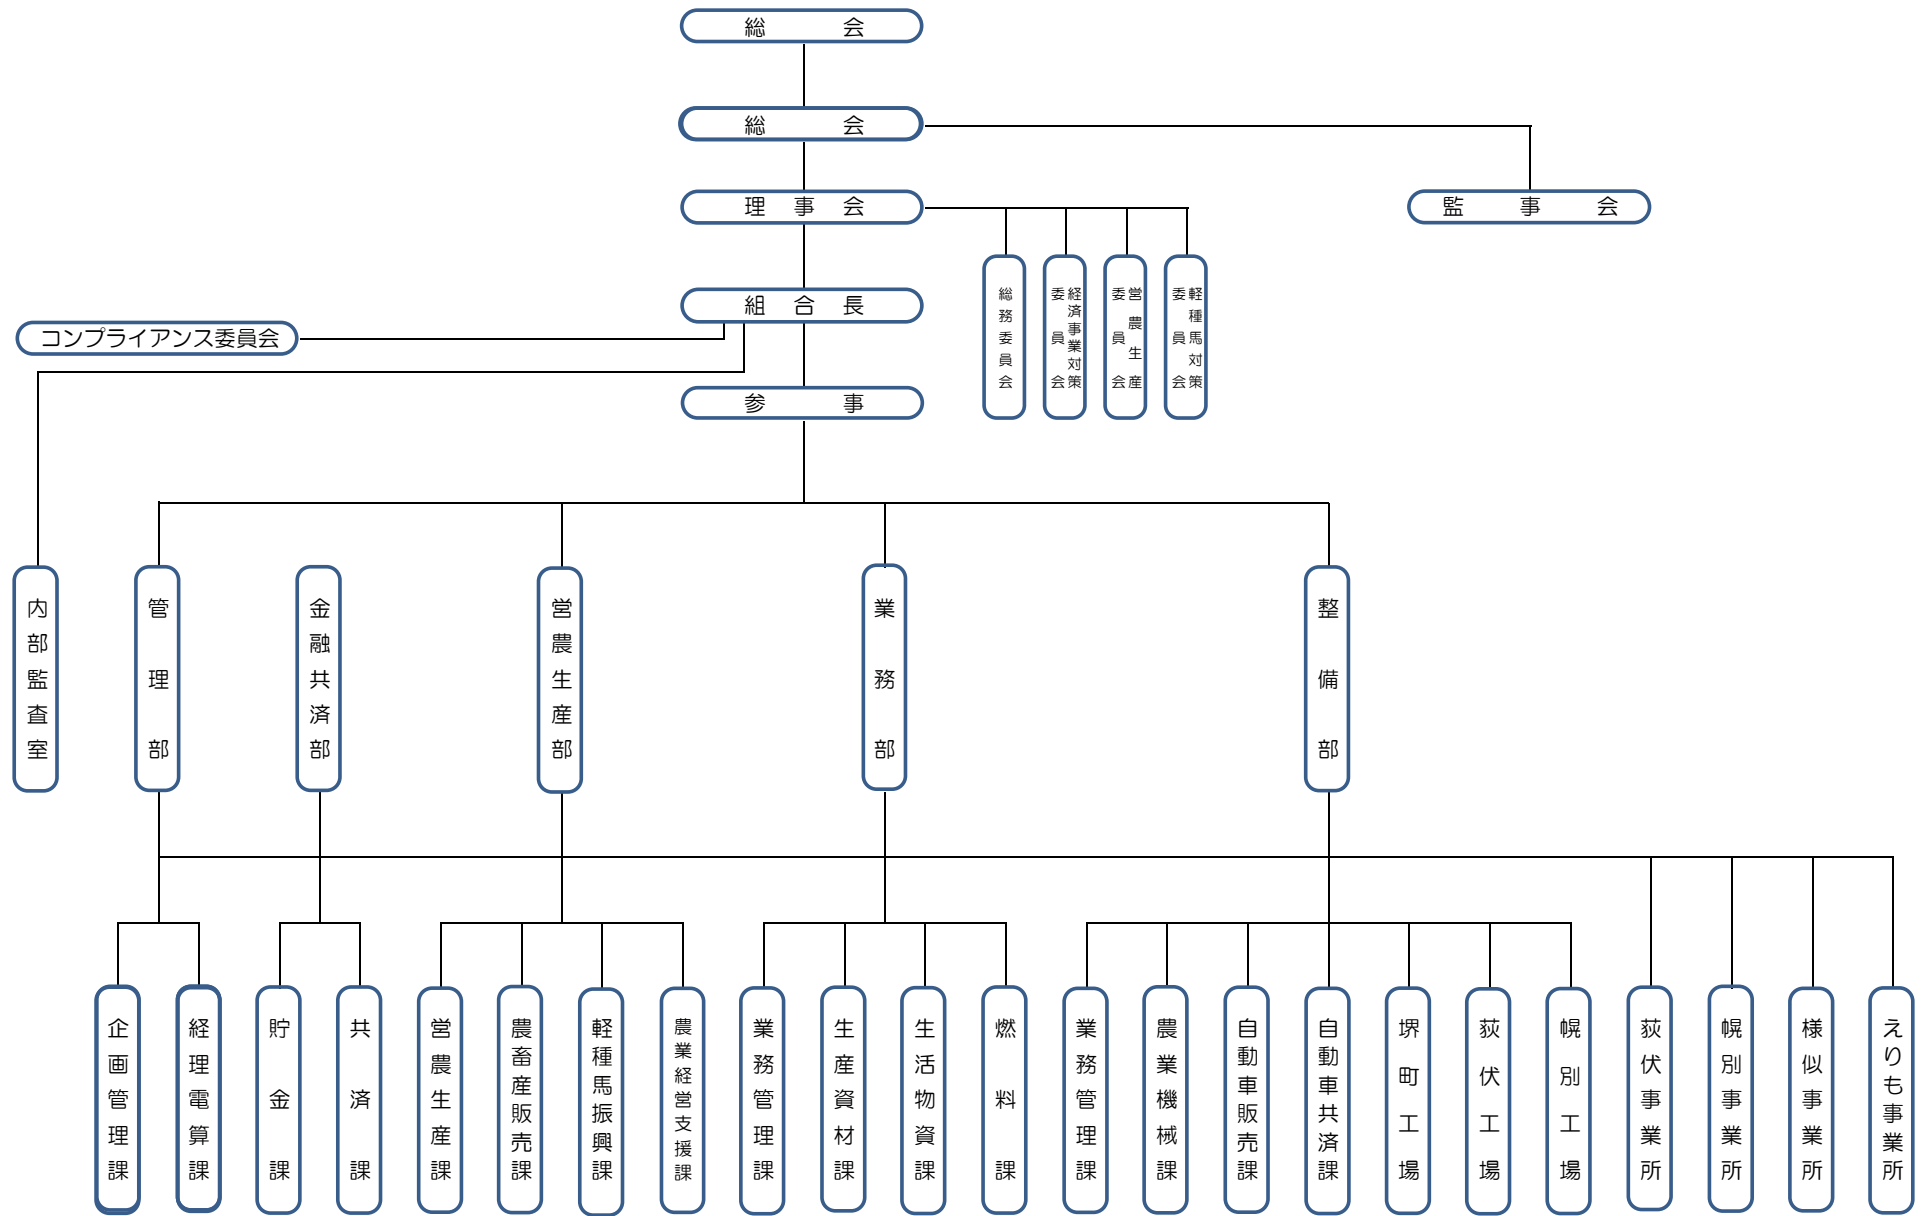 総会
総会
理事会
監事会
総務委員会
経済事業対策
委員会
営農生産
委員会
軽種馬対策
委員会
組合長
コンプライアンス委員会
参事
内部監査室
管理部
金融共済部
営農生産部
業務部
整備部
企画管理課
経理電算課
貯金課
共済課
営農生産課
農畜産販売課
軽種馬振興課
農業経営支援課
業務管理課
生産資材課
生活物資課
燃料課
業務管理課
農業機械課
自動車販売課
自動車共済課
堺町工場
荻伏工場
幌別工場
荻伏事業所
幌別事業所
様似事業所
えりも事業所